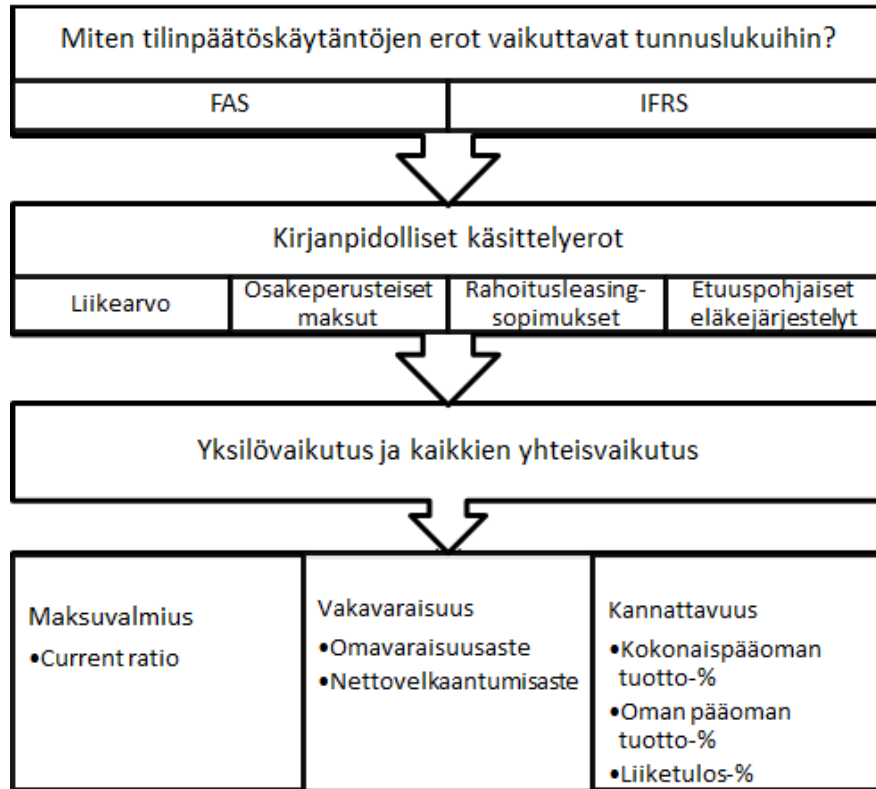 Miten tilinpäätöskäytäntöjen erot vaikuttavat tunnuslukuihin?
FAS
IFRS
Kirjanpidolliset käsittelyerot
Liikearvo
Osakeperusteiset
maksut
Rahoitusleasing-
sopimukset
Etuuspohjaiset
eläkejärjestelyt
Yksilövaikutus ja kaikkien yhteisvaikutus
Maksuvalmius
•Current ratio
Vakavaraisuus
•Omavaraisuusaste
•Nettovelkaantumisaste
Kannattavuus
•Kokonaispääoman
tuotto-%
•Oman pääoman
tuotto-%
•Liiketulos-%